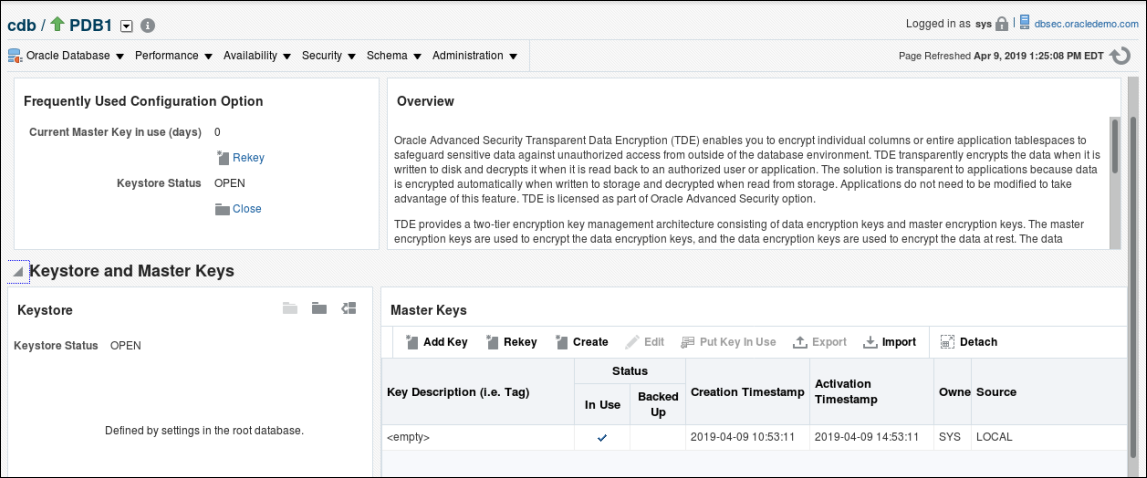 cdb / PDB1
Logged in as sys | dbsec.oracledemo.com
Oracle Database Performance Availability Security Schema Administration
Page Refreshed Apr 9, 2019 1:25:08 PM EDT
Frequently Used Configuration Option
Current Master Key in use (days) 0
Rekey
Keystore Status OPEN
Close
Overview
Oracle Advanced Security Transparent Data Encryption (TDE) enables you to encrypt individual columns or entire application tablespaces to
safeguard sensitive data against unauthorized access from outside of the database environment. TDE transparently encrypts the data when it is
written to disk and decrypts it when it is read back to an authorized user or application. The solution is transparent to applications because data
is encrypted automatically when written to storage and decrypted when read from storage. Applications do not need to be modified to take
advantage of this feature. TDE is licensed as part of Oracle Advanced Security option.
TDE provides a two-tier encryption key management architecture consisting of data encryption keys and master encryption keys. The master
encryption keys are used to encrypt the data encryption keys, and the data encryption keys are used to encrypt the data at rest. The data
Keystore and Master Keys
Keystore
Keystore Status OPEN
Defined by settings in the root database.
Master Keys
Add Key Rekey Create Edit Put Key In Use Export Import Detach
Key Description (i.e. Tag)
Status
In Use
Backed
Up
Creation Timestamp
Activation
Timestamp
Owne
Source
<empty> 2019-04-09 10:53:11 2019-04-09 14:53:11 SYS LOCAL